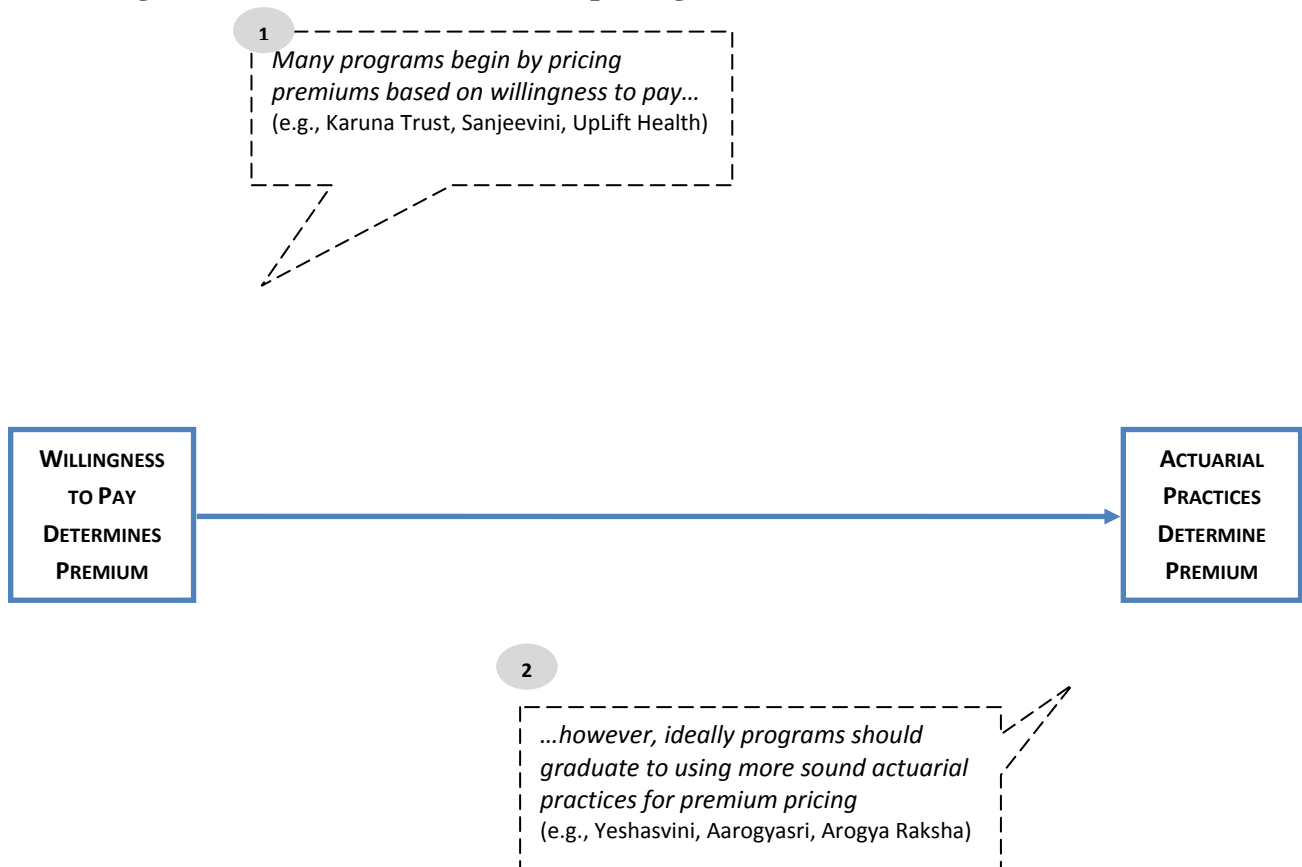 1
Many programs begin by pricing
premiums based on willingness to pay…
(e.g., Karuna Trust, Sanjeevini, UpLift Health)
WILLINGNESS
TO PAY
DETERMINES
PREMIUM
ACTUARIAL
PRACTICES
DETERMINE
PREMIUM
2
…however, ideally programs should
graduate to using more sound actuarial
practices for premium pricing
(e.g., Yeshasvini, Aarogyasri, Arogya Raksha)